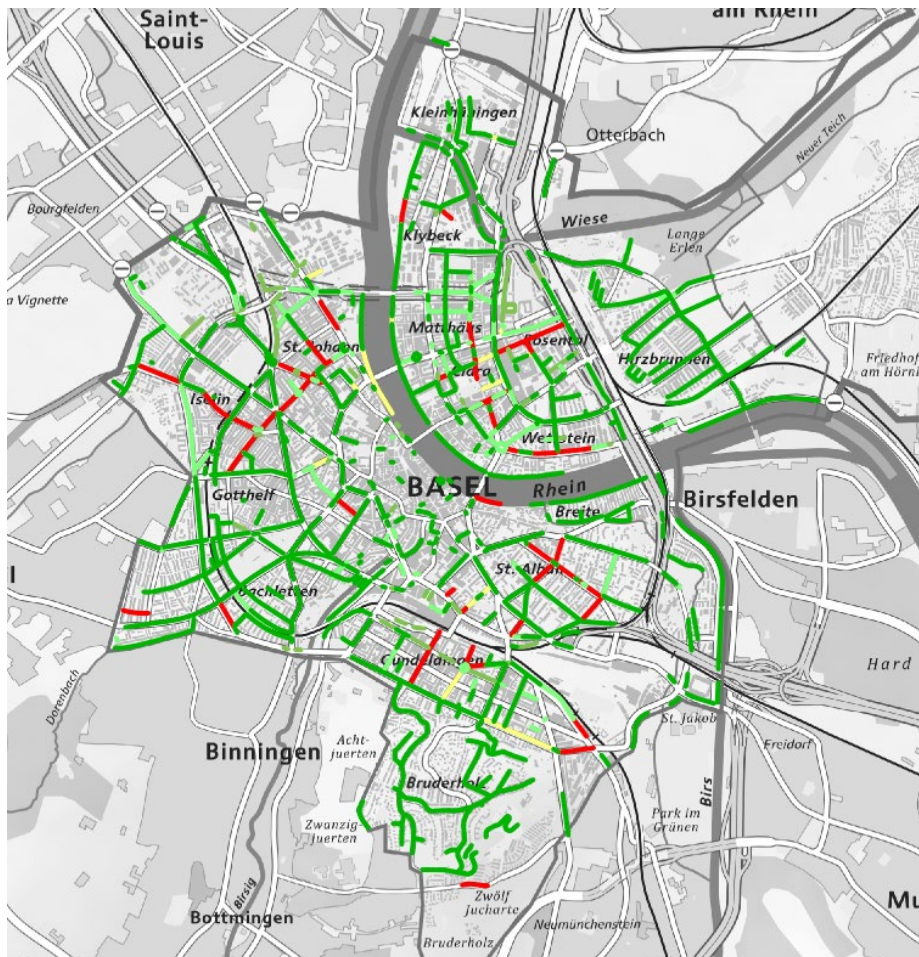 Saint-
Louis
am Rhein
Kleinhüningen
Otterbach
Neuer Teich
Bourgfelden
Wiese
Lange
Erlen
Klybeck
a Vignette
Matthäus
St. Johann
Rosental
Hirzbrunnen
Friedhof
am Hörnli
Clara
Iselin
Wettstein
BASEL
Rhein
Birsfelden
Gotthelf
Breite
St. Alban
l
Bachletten
Gundeldingen
Hard
Dorenbach
St. Jakob
Binningen
Acht-
juerten
Freidorf
Bruderholz
Birs
Zwanzig-
juerten
Park im
Grünen
Birsig
Zwölf
Jucharte
Mu
Bottmingen
Neumünchenstein
Bruderholz